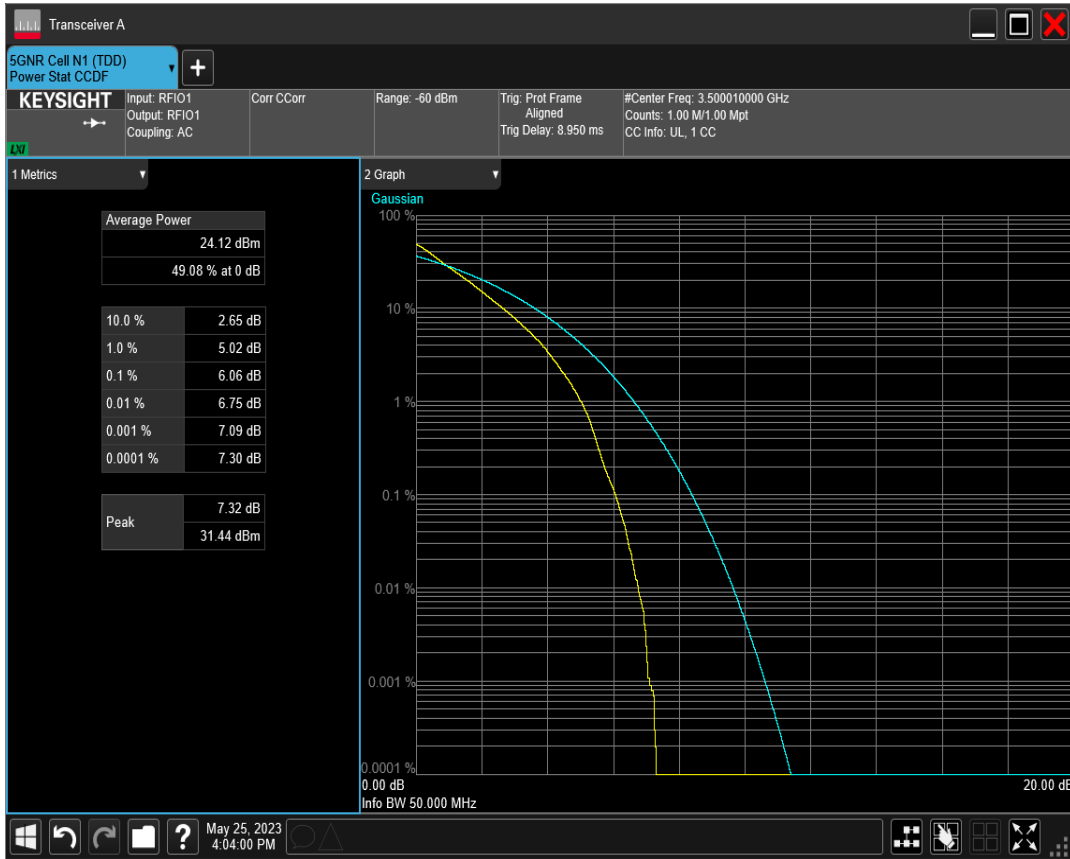 Transceiver A
5GNR Cell N1 (TDD)
Power Stat CCDF
+
KEYSIGHT
LXI
Input: RFIO1
Output: RFIO1
Coupling: AC
Corr CCorr
Range: -60 dBm
Trig: Prot Frame
Aligned
Trig Delay: 8.950 ms
#Center Freq: 3.500010000 GHz
Counts: 1.00 M/1.00 Mpt
CC Info: UL, 1 CC
1 Metrics
Average Power
24.12 dBm
49.08 % at 0 dB
10.0 % 2.65 dB
1.0 % 5.02 dB
0.1 % 6.06 dB
0.01 % 6.75 dB
0.001 % 7.09 dB
0.0001 % 7.30 dB
Peak 7.32 dB
31.44 dBm
2 Graph
Gaussian
100 %
10 %
1 %
0.1 %
0.01 %
0.001 %
0.0001 %
0.00 dB 20.00 dB
Info BW 50.000 MHz
?
May 25, 2023
4:04:00 PM